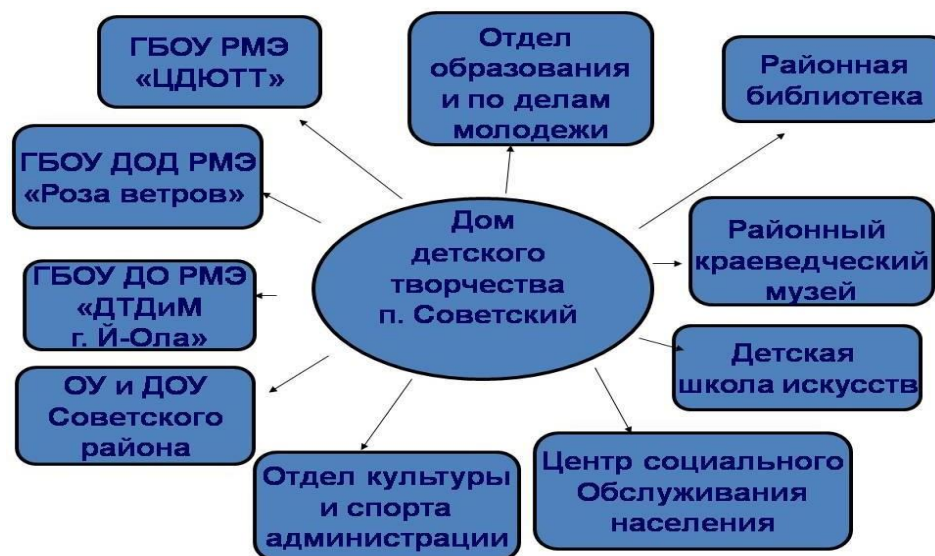 ГБОУ РМЭ
«ЦДЮТТ»
Отдел
образования
и по делам
молодежи
Районная
библиотека
ГБОУ ДОД РМЭ
«Роза ветров»
Дом
детского
творчества
п. Советский
Районный
краеведческий
музей
ГБОУ ДО РМЭ
«ДТДиМ
г. Й-Ола»
Детская
школа искусств
ОУ и ДОУ
Советского
района
Отдел культуры
и спорта
администрации
Центр социального
Обслуживания
населения